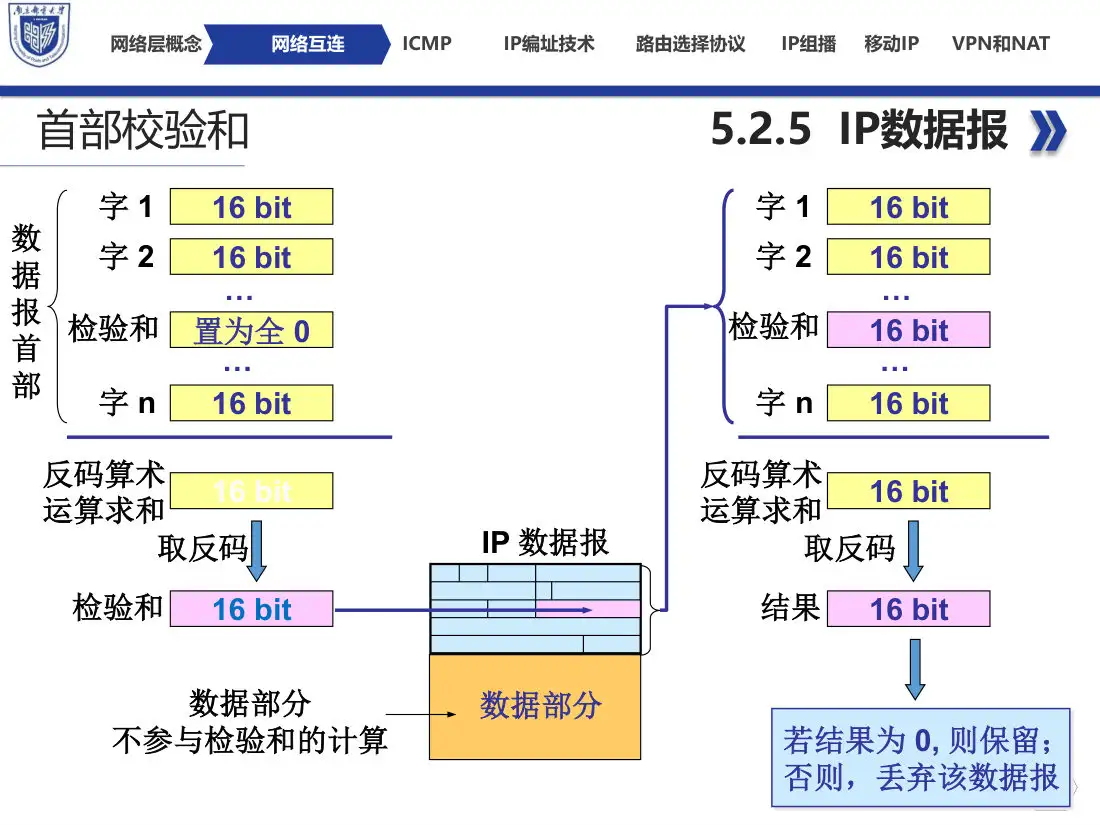 南京邮电大学
网络层概念 网络互连 ICMP IP编址技术 路由选择协议 IP组播 移动IP VPN和NAT
首部校验和
5.2.5 IP数据报
数据报首部
字 1 16 bit
字 2 16 bit
…
检验和 置为全 0
…
字 n 16 bit
反码算术
运算求和
16 bit
取反码
检验和 16 bit
数据部分
不参与检验和的计算
IP 数据报
数据部分
字 1 16 bit
字 2 16 bit
…
检验和 16 bit
…
字 n 16 bit
反码算术
运算求和
16 bit
取反码
结果 16 bit
若结果为 0, 则保留；
否则，丢弃该数据报